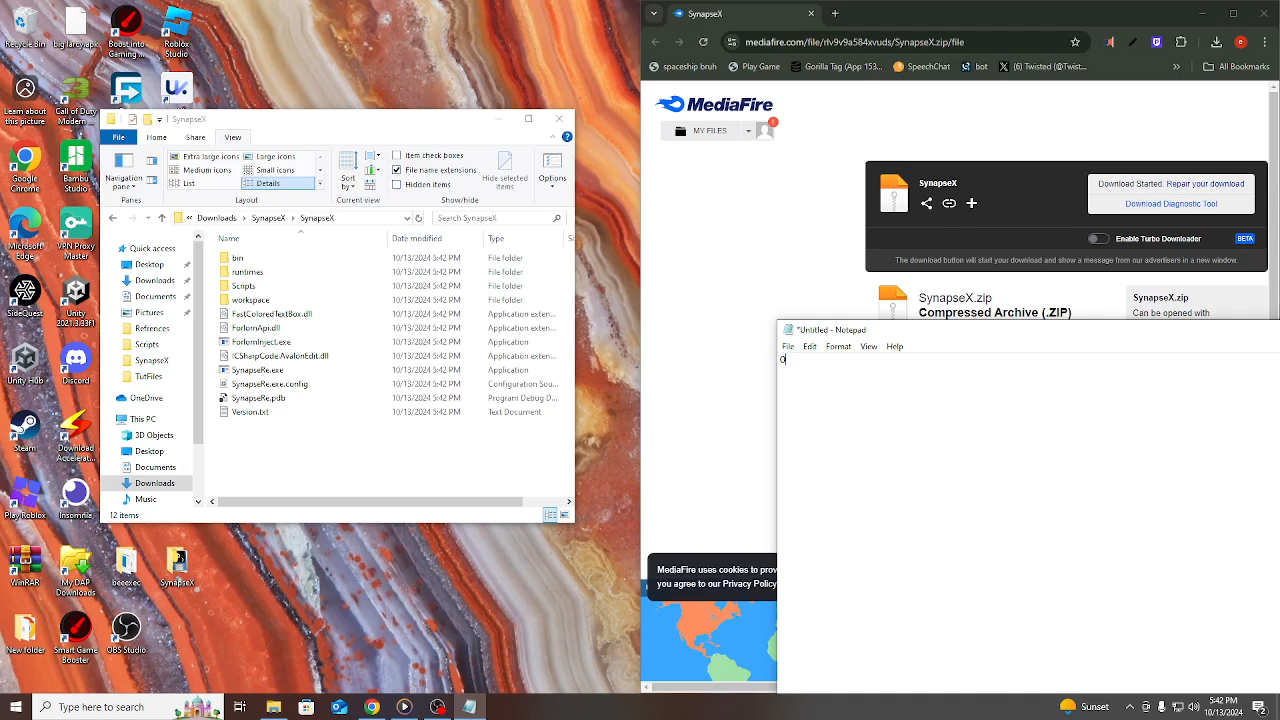 Recycle Bin
big larcyapk
Boost Into Gaming ...
Roblox Studio
Learn about this picture
Call of Duty Modern
Google Chrome
Bambu Studio
Microsoft Edge
VPN Proxy Master
Unity 2021.3.13f1
Unity Hub
Discord
Steam
Download Accelerat...
Play Roblox
Insomnia
WinRAR
My DAP Downloads
beeexec
SynapseX
New folder
Smart Game Booster
OBS Studio
SynapseX
File
Home
Share
View
Navigation pane
Panes
Extra large icons
Large icons
Medium icons
Small icons
List
Details
Layout
Sort by
Current view
Item check boxes
File name extensions
Hidden items
Hide selected items
Show/hide
Options
« Downloads > SynapseX > SynapseX
Search SynapseX
Name
Date modified
Type
Si
Quick access
Desktop
Downloads
Documents
Pictures
References
Scripts
SynapseX
TutFiles
OneDrive
This PC
3D Objects
Desktop
Documents
Downloads
Music
bin 10/13/2024 5:42 PM File folder
runtimes 10/13/2024 5:42 PM File folder
Scripts 10/13/2024 5:42 PM File folder
workspace 10/13/2024 5:42 PM File folder
FastColoredTextBox.dll 10/13/2024 5:42 PM Application exten...
ForlornApi.dll 10/13/2024 5:42 PM Application exten...
ForlornInject.exe 10/13/2024 5:42 PM Application
ICSharpCode.AvalonEdit.dll 10/13/2024 5:42 PM Application exten...
SynapseRe.exe 10/13/2024 5:42 PM Application
SynapseRe.exe.config 10/13/2024 5:42 PM Configuration Sou...
SynapseRe.pdb 10/13/2024 5:42 PM Program Debug D...
Version.txt 10/13/2024 5:42 PM Text Document
12 items
SynapseX
mediafire.com/file/rlv9v9a584xvuds/SynapseX.zip/file
spaceship bruh
Play Game
Gorilla Tag (App 153...
SpeechChat
bot
(6) Twisted (@Twist...
»
All Bookmarks
MediaFire
MY FILES
1
SynapseX
Download Started. Repair your download
Download Diagnostic Tool
Enable Turbo Downloader
BETA
The download button will start your download and show a message from our advertisers in a new window.
SynapseX.zip
Compressed Archive (.ZIP)
SynapseX.zip
Can be opened with
MediaFire uses cookies to prov
you agree to our Privacy Policy
*Untitled - Notepad
File
Edit
Format
View
Help
O
Type here to search
Sunset
5:42 PM
10/13/2024